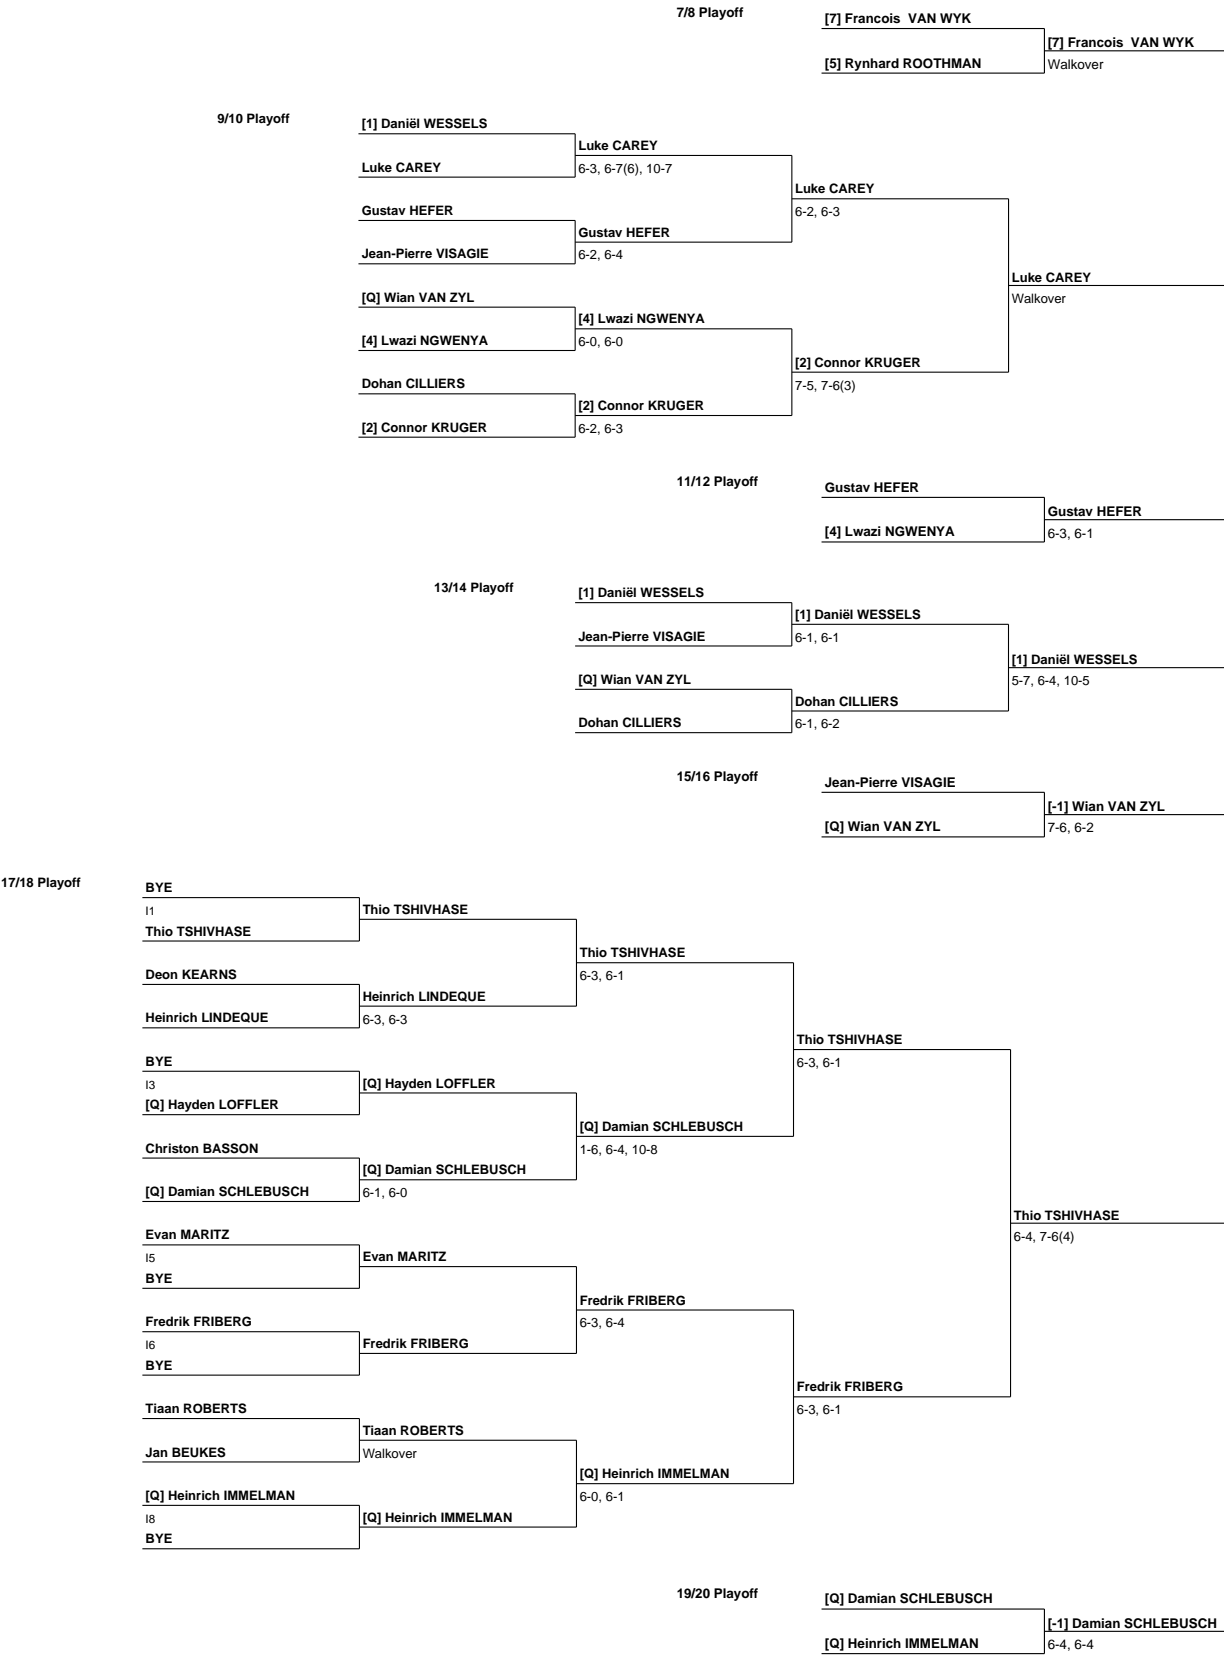 7/8 Playoff
[7] Francois  VAN WYK
[7] Francois  VAN WYK
[5] Rynhard ROOTHMAN
Walkover
9/10 Playoff
[1] Daniël WESSELS
Luke CAREY
Luke CAREY
6-3, 6-7(6), 10-7
Luke CAREY
6-2, 6-3
Gustav HEFER
Gustav HEFER
Jean-Pierre VISAGIE
6-2, 6-4
Luke CAREY
Walkover
[Q] Wian VAN ZYL
[4] Lwazi NGWENYA
[4] Lwazi NGWENYA
6-0, 6-0
[2] Connor KRUGER
7-5, 7-6(3)
Dohan CILLIERS
[2] Connor KRUGER
[2] Connor KRUGER
6-2, 6-3
11/12 Playoff
Gustav HEFER
Gustav HEFER
[4] Lwazi NGWENYA
6-3, 6-1
13/14 Playoff
[1] Daniël WESSELS
[1] Daniël WESSELS
Jean-Pierre VISAGIE
6-1, 6-1
[1] Daniël WESSELS
5-7, 6-4, 10-5
[Q] Wian VAN ZYL
Dohan CILLIERS
Dohan CILLIERS
6-1, 6-2
15/16 Playoff
Jean-Pierre VISAGIE
[-1] Wian VAN ZYL
[Q] Wian VAN ZYL
7-6, 6-2
17/18 Playoff
BYE
I1
Thio TSHIVHASE
Thio TSHIVHASE
Thio TSHIVHASE
6-3, 6-1
Deon KEARNS
Heinrich LINDEQUE
Heinrich LINDEQUE
6-3, 6-3
Thio TSHIVHASE
6-3, 6-1
BYE
I3
[Q] Hayden LOFFLER
[Q] Hayden LOFFLER
[Q] Damian SCHLEBUSCH
1-6, 6-4, 10-8
Christon BASSON
[Q] Damian SCHLEBUSCH
[Q] Damian SCHLEBUSCH
6-1, 6-0
Thio TSHIVHASE
6-4, 7-6(4)
Evan MARITZ
I5
Evan MARITZ
BYE
Fredrik FRIBERG
6-3, 6-4
Fredrik FRIBERG
I6
Fredrik FRIBERG
BYE
Fredrik FRIBERG
6-3, 6-1
Tiaan ROBERTS
Tiaan ROBERTS
Jan BEUKES
Walkover
[Q] Heinrich IMMELMAN
6-0, 6-1
[Q] Heinrich IMMELMAN
I8
[Q] Heinrich IMMELMAN
BYE
19/20 Playoff
[Q] Damian SCHLEBUSCH
[-1] Damian SCHLEBUSCH
[Q] Heinrich IMMELMAN
6-4, 6-4